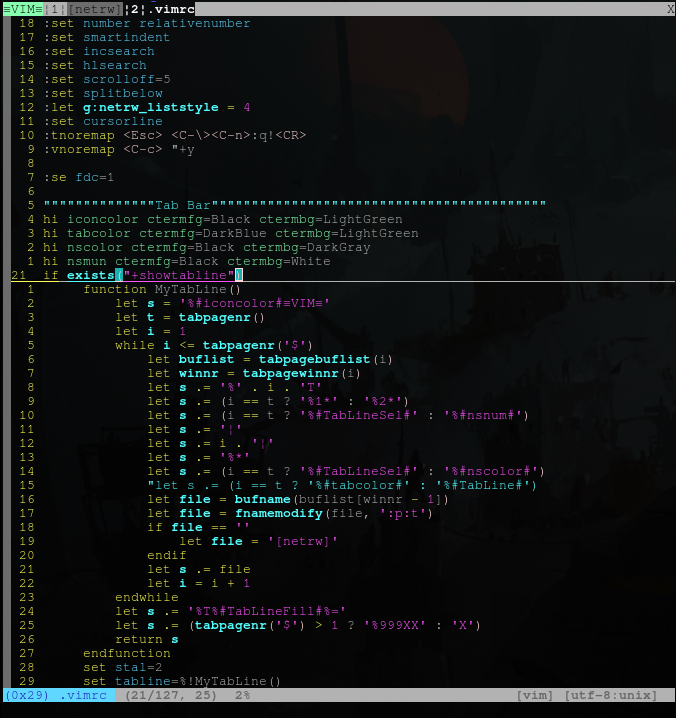 ≡VIM≡¦1¦[netrw]¦2¦.vimrc X
18 :set number relativenumber
17 :set smartindent
16 :set incsearch
15 :set hlsearch
14 :set scrolloff=5
13 :set splitbelow
12 :let g:netrw_liststyle = 4
11 :set cursorline
10 :tnoremap <Esc> <C-\><C-n>:q!<CR>
9 :vnoremap <C-c> "+y
8
7 :se fdc=1
6
5 """"""""""""""Tab Bar""""""""""""""""""""""""""""""""""""""""""
4 hi iconcolor ctermfg=Black ctermbg=LightGreen
3 hi tabcolor ctermfg=DarkBlue ctermbg=LightGreen
2 hi nscolor ctermfg=Black ctermbg=DarkGray
1 hi nsmun ctermfg=Black ctermbg=White
21 if exists("+showtabline")
1 function MyTabLine()
2 let s = '%#iconcolor#≡VIM≡'
3 let t = tabpagenr()
4 let i = 1
5 while i <= tabpagenr('$')
6 let buflist = tabpagebuflist(i)
7 let winnr = tabpagewinnr(i)
8 let s .= '%' . i . 'T'
9 let s .= (i == t ? '%1*' : '%2*')
10 let s .= (i == t ? '%#TabLineSel#' : '%#nsnum#')
11 let s .= '¦'
12 let s .= i . '¦'
13 let s .= '%*'
14 let s .= (i == t ? '%#TabLineSel#' : '%#nscolor#')
15 "let s .= (i == t ? '%#tabcolor#' : '%#TabLine#')
16 let file = bufname(buflist[winnr - 1])
17 let file = fnamemodify(file, ':p:t')
18 if file == ''
19 let file = '[netrw]'
20 endif
21 let s .= file
22 let i = i + 1
23 endwhile
24 let s .= '%T%#TabLineFill#%='
25 let s .= (tabpagenr('$') > 1 ? '%999XX' : 'X')
26 return s
27 endfunction
28 set stal=2
29 set tabline=%!MyTabLine()
(0x29) .vimrc (21/127, 25) 2% [vim] [utf-8:unix]